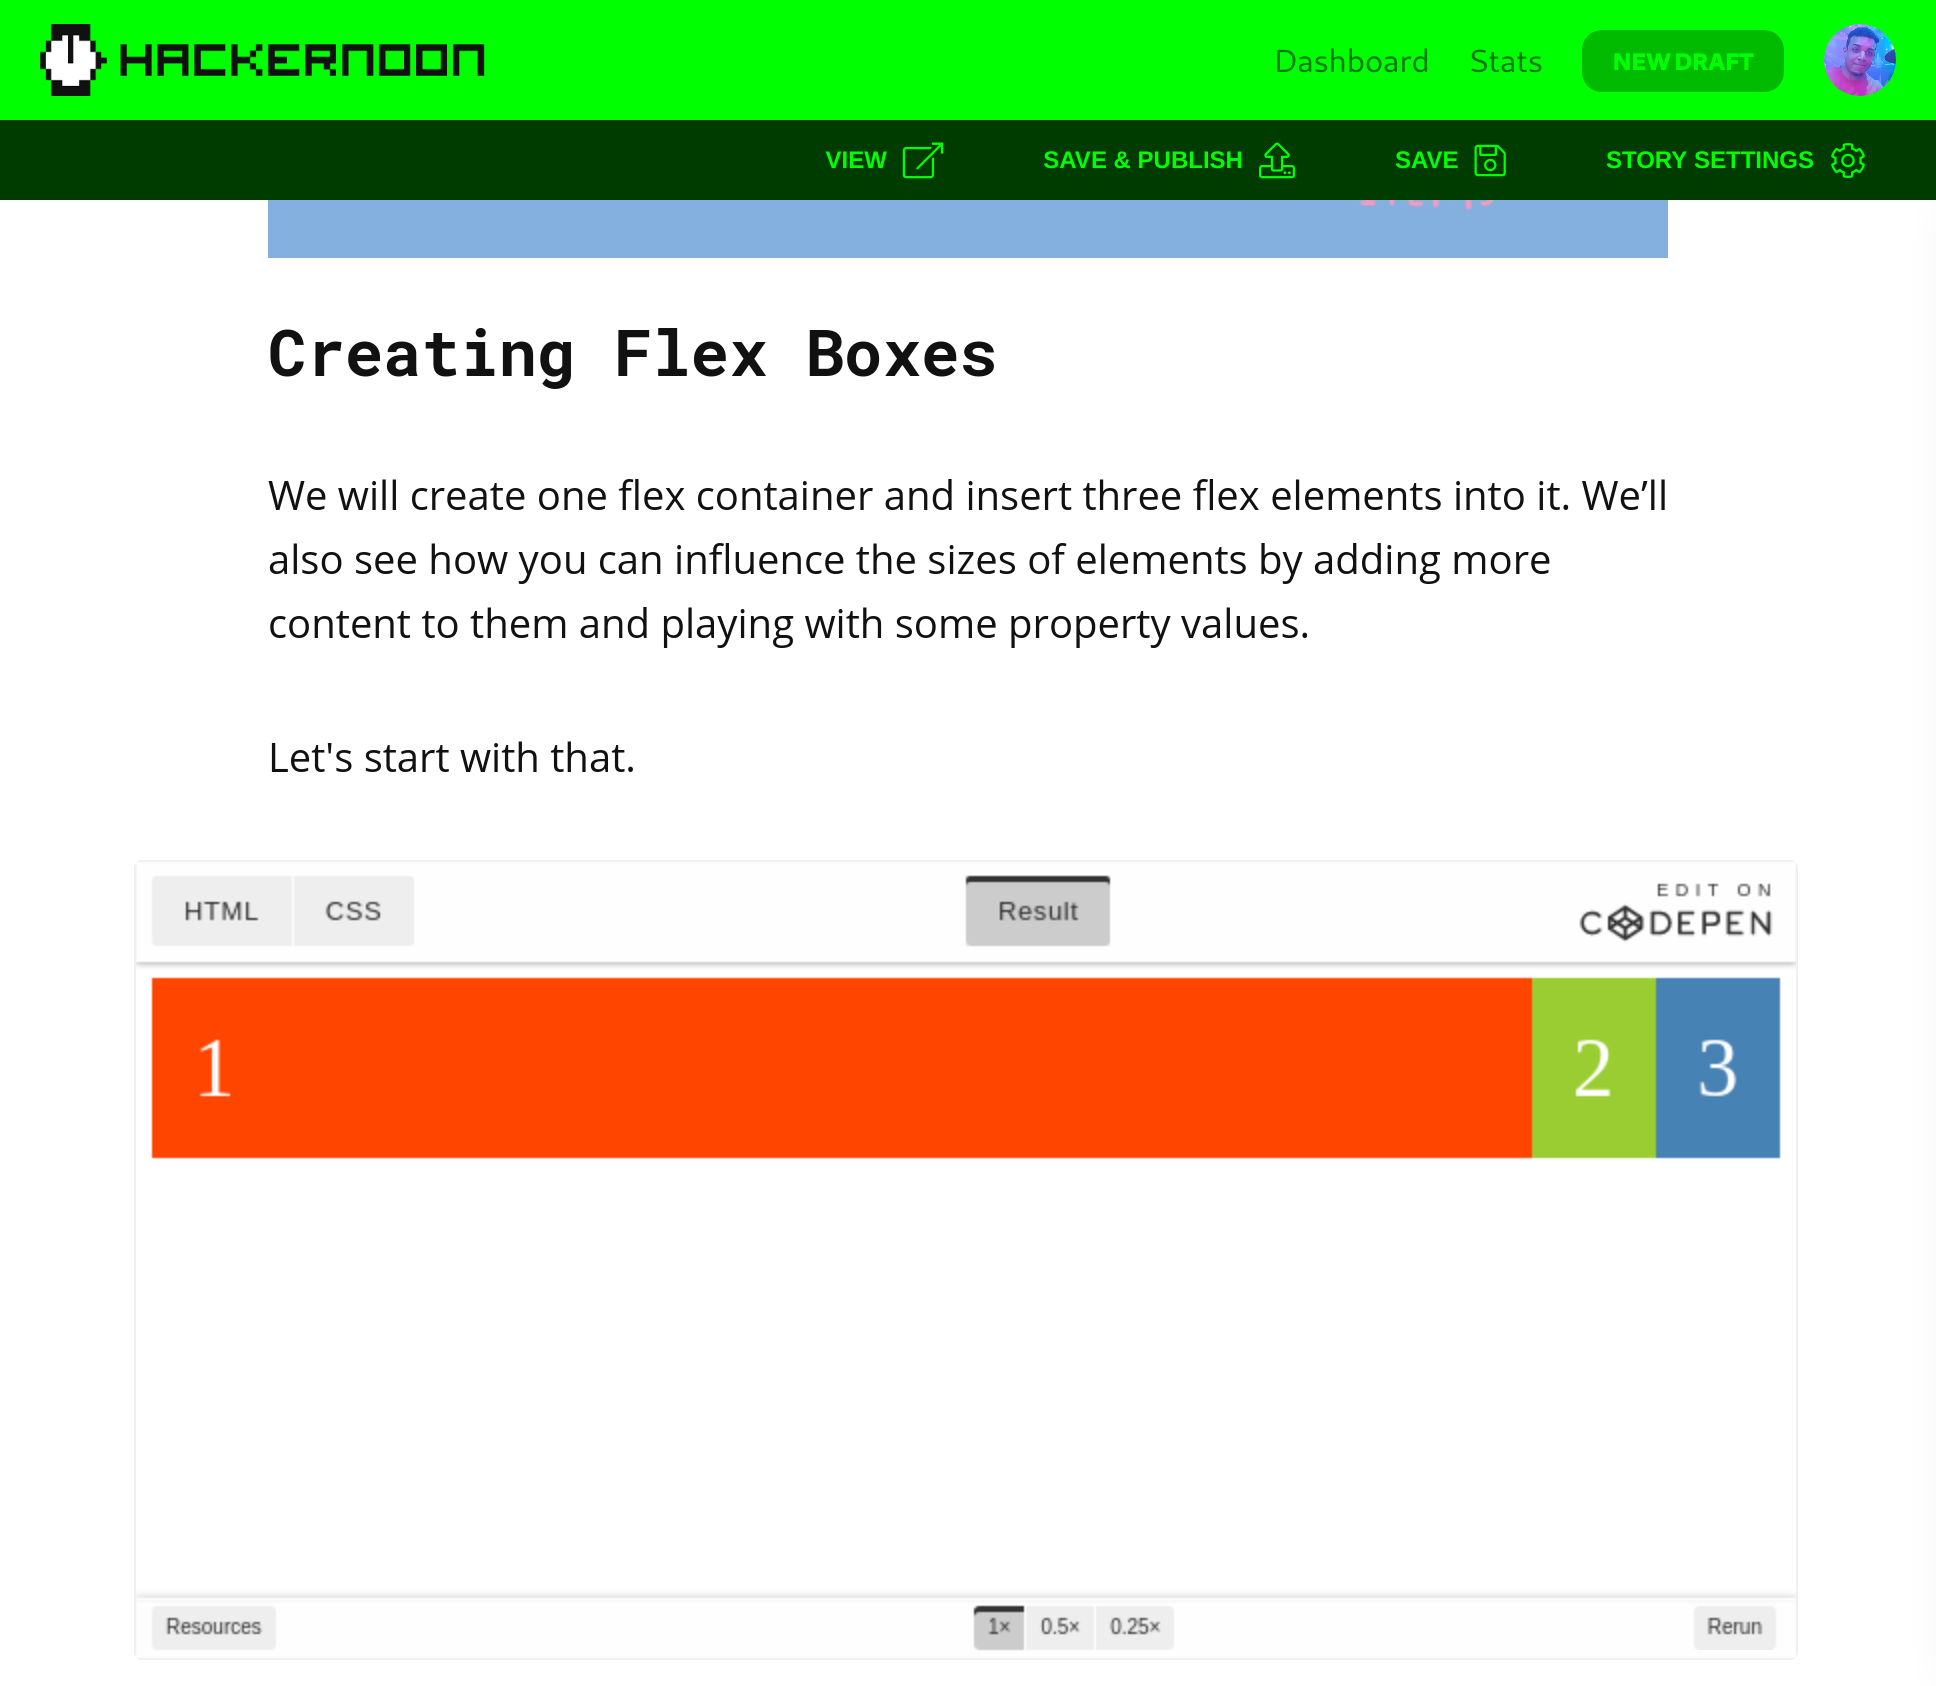 HACKERNOON
Dashboard Stats NEW DRAFT
VIEW SAVE & PUBLISH SAVE STORY SETTINGS
Creating Flex Boxes
We will create one flex container and insert three flex elements into it. We’ll
also see how you can influence the sizes of elements by adding more
content to them and playing with some property values.
Let's start with that.
HTML CSS Result EDIT ON
CODEPEN
1 2 3
Resources 1× 0.5× 0.25× Rerun